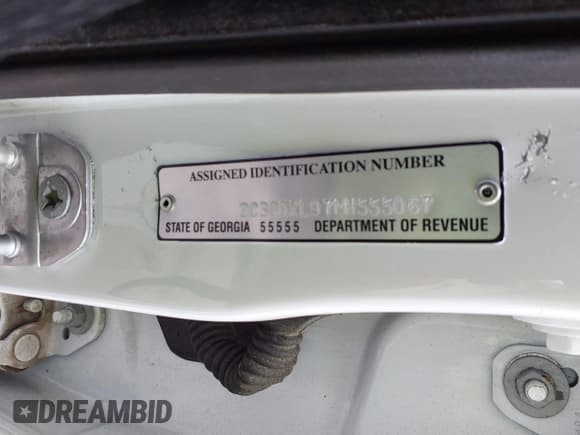 ASSIGNED IDENTIFICATION NUMBER
STATE OF GEORGIA 55555 DEPARTMENT OF REVENUE
DREAMBID